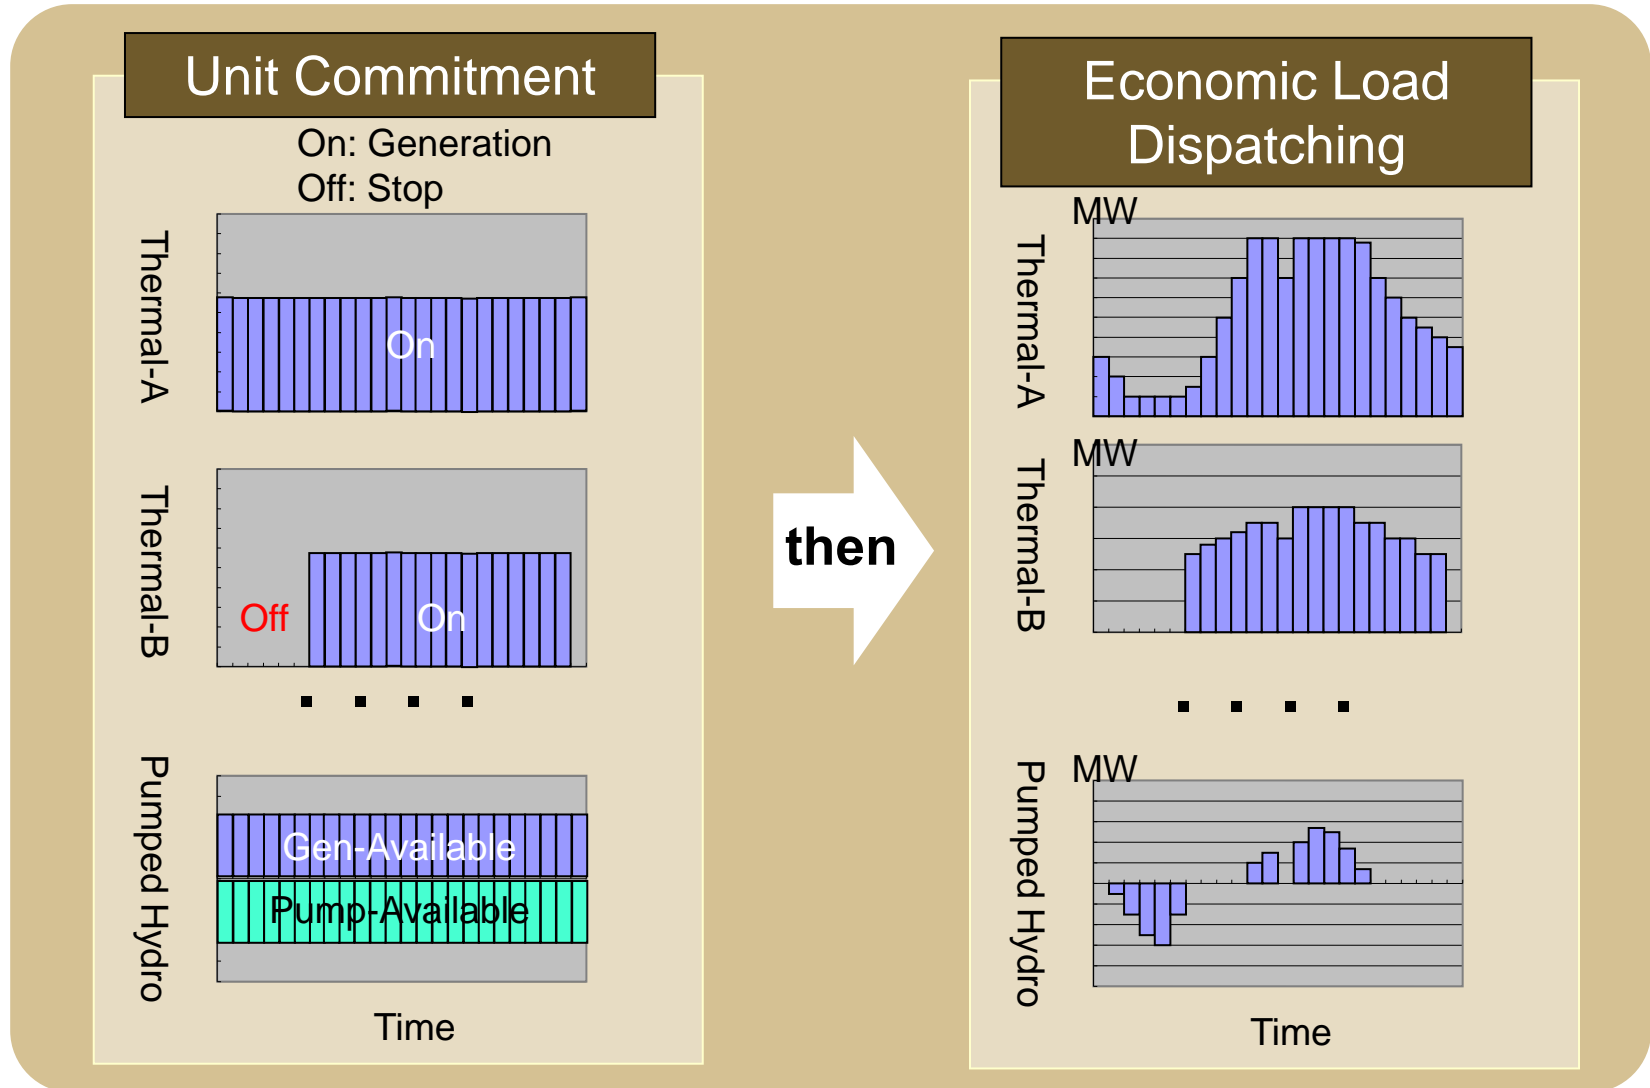 Unit Commitment
On: Generation
Off: Stop
Thermal-A
On
Thermal-B
Off
On
Pumped Hydro
Gen-Available
Pump-Available
Time
then
Economic Load
Dispatching
MW
Thermal-A
MW
Thermal-B
MW
Pumped Hydro
Time